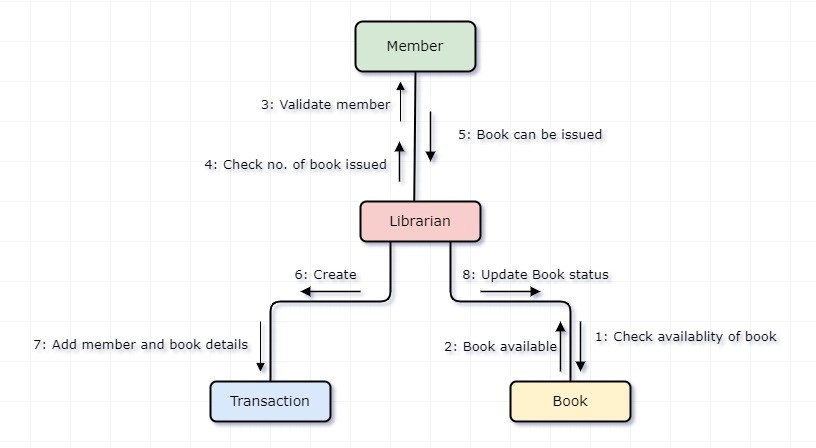 Member
3: Validate member
5: Book can be issued
4: Check no. of book issued
Librarian
6: Create
8: Update Book status
7: Add member and book details
2: Book available
1: Check availablity of book
Transaction
Book